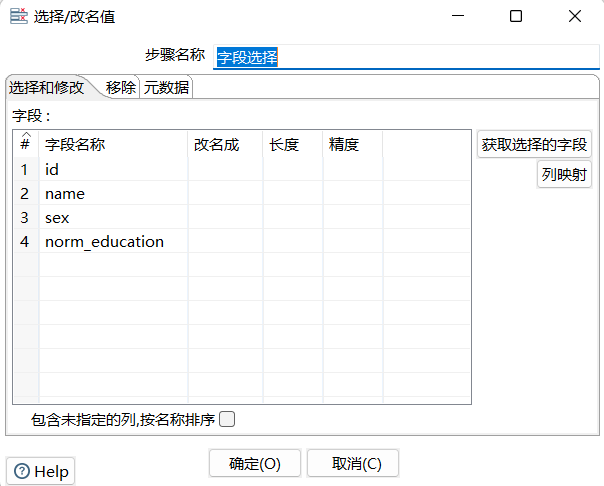 选择/改名值
步骤名称 字段选择
选择和修改 移除 元数据
字段 :
# 字段名称 改名成 长度 精度
获取选择的字段
列映射
1 id
2 name
3 sex
4 norm_education
包含未指定的列,按名称排序
确定(O) 取消(C)
Help